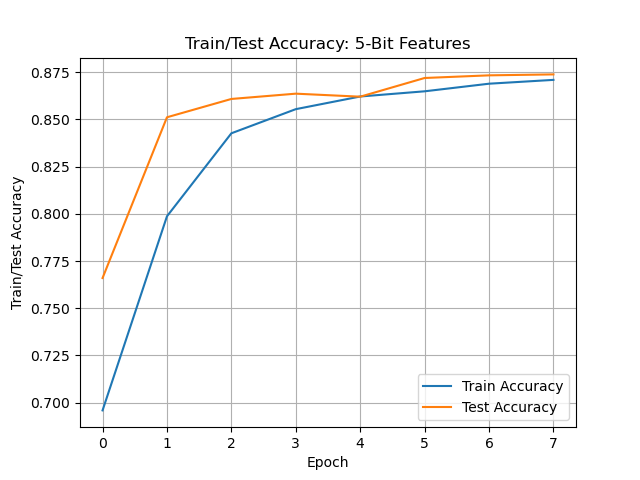 Train/Test Accuracy: 5-Bit Features
0.875
0.850
0.825
0.800
0.775
0.750
0.725
0.700
Train/Test Accuracy
Train Accuracy
Test Accuracy
0 1 2 3 4 5 6 7
Epoch